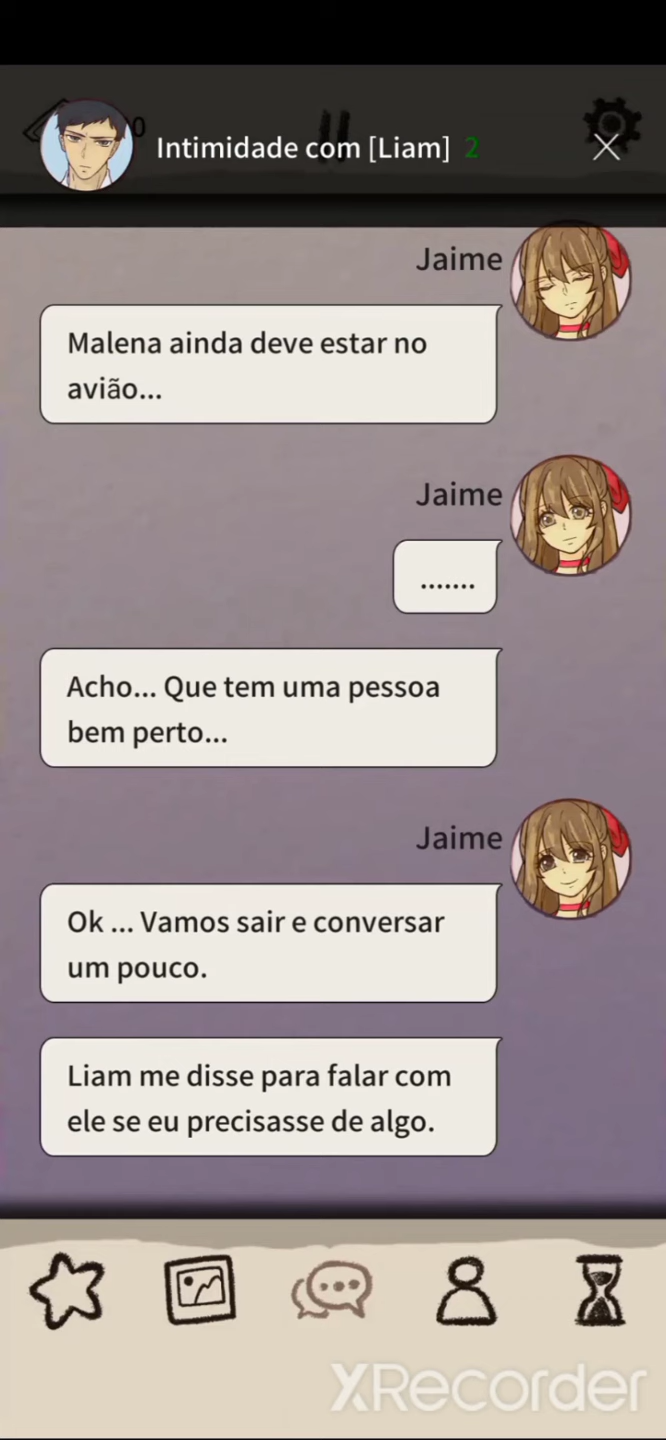 Intimidade com [Liam] 2
Jaime
Malena ainda deve estar no
avião...
Jaime
.......
Acho... Que tem uma pessoa
bem perto...
Jaime
Ok ... Vamos sair e conversar
um pouco.
Liam me disse para falar com
ele se eu precisasse de algo.
XRecorder